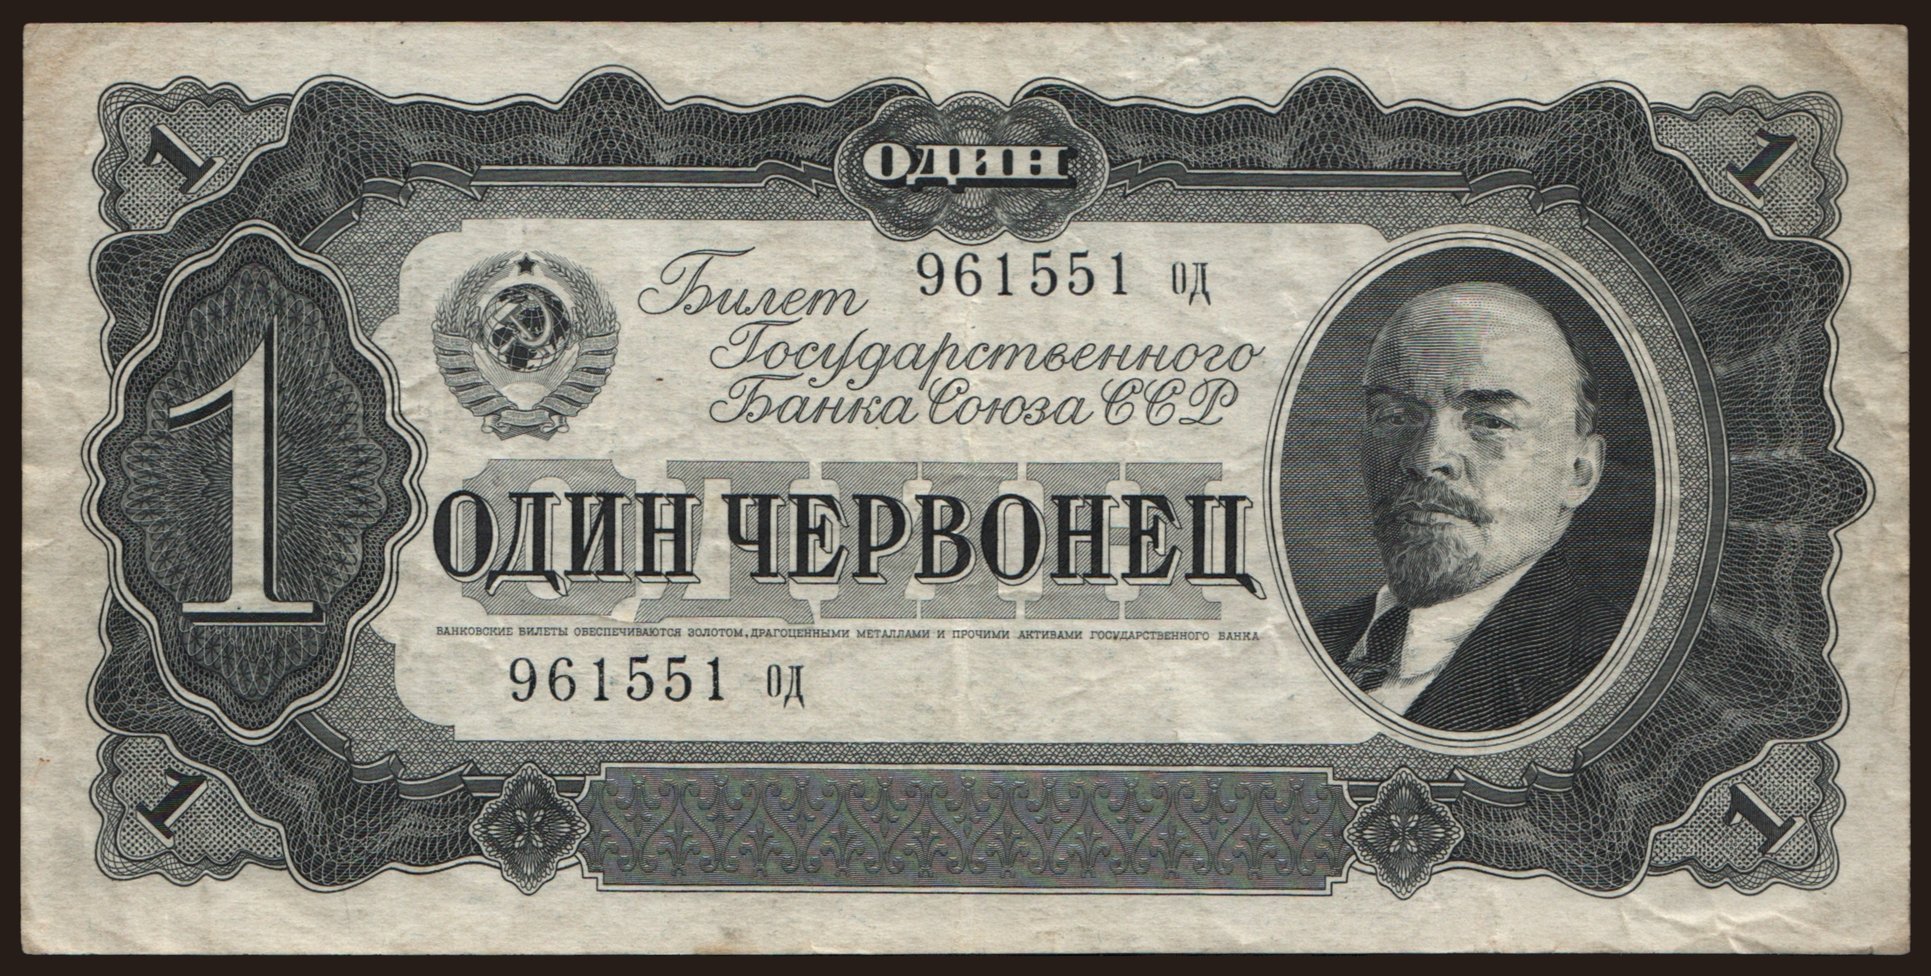 1
ОДИН
1
Билет 961551 ОД
Государственного
Банка Союза ССР
1
ОДИН
ОДИН ЧЕРВОНЕЦ
БАНКОВСКИЕ БИЛЕТЫ ОБЕСПЕЧИВАЮТСЯ ЗОЛОТОМ, ДРАГОЦЕННЫМИ МЕТАЛЛАМИ И ПРОЧИМИ АКТИВАМИ ГОСУДАРСТВЕННОГО БАНКА
961551 ОД
1
1